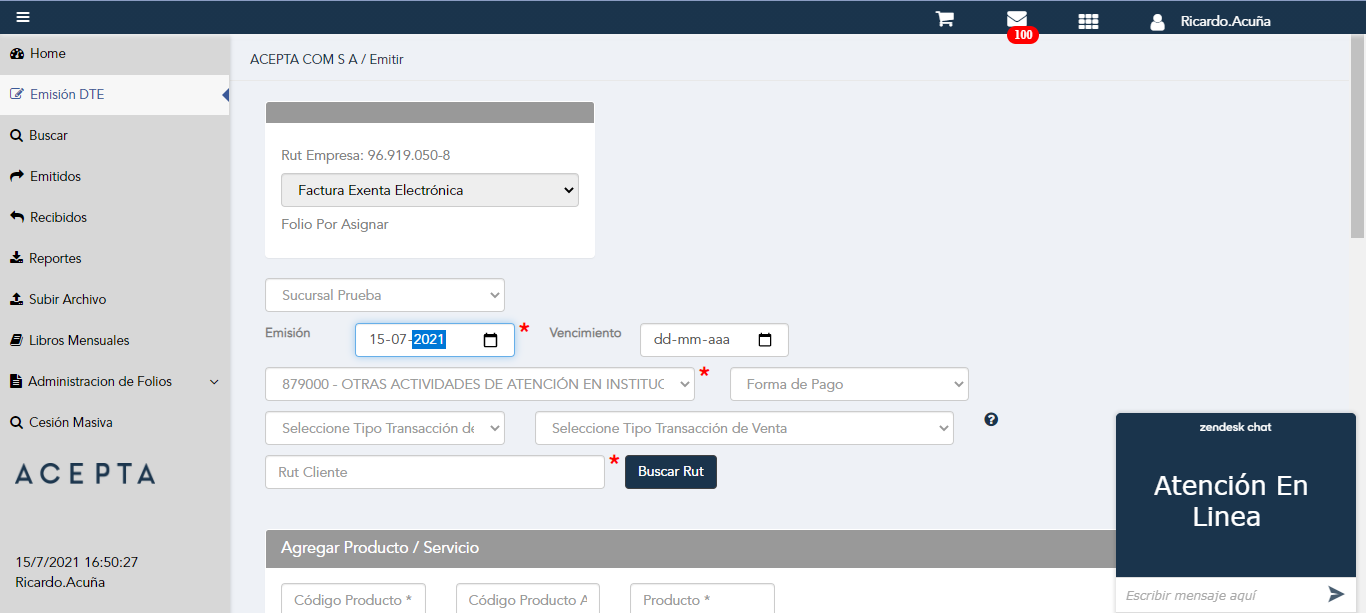 100
Ricardo.Acuña
Home
Emisión DTE
Buscar
Emitidos
Recibidos
Reportes
Subir Archivo
Libros Mensuales
Administracion de Folios
Cesión Masiva
ACEPTA
15/7/2021 16:50:27
Ricardo.Acuña
ACEPTA COM S A / Emitir
Rut Empresa: 96.919.050-8
Factura Exenta Electrónica
Folio Por Asignar
Sucursal Prueba
Emisión 15-07-2021 * Vencimiento dd-mm-aaa
879000 - OTRAS ACTIVIDADES DE ATENCIÓN EN INSTITUC * Forma de Pago
Seleccione Tipo Transacción de Seleccione Tipo Transacción de Venta ?
Rut Cliente * Buscar Rut
Agregar Producto / Servicio
Código Producto * Código Producto A Producto *
zendesk chat
Atención En
Linea
Escribir mensaje aquí